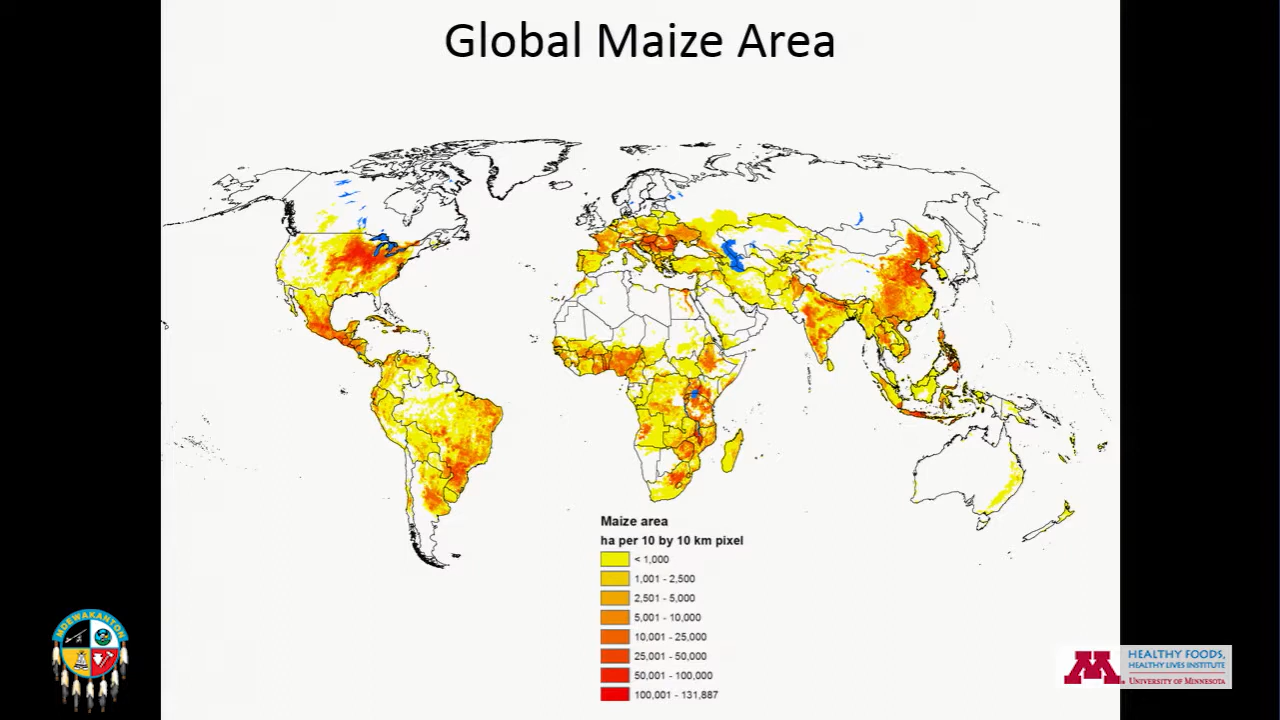 Global Maize Area
Maize area
ha per 10 by 10 km pixel
< 1,000
1,001 - 2,500
2,501 - 5,000
5,001 - 10,000
10,001 - 25,000
25,001 - 50,000
50,001 - 100,000
100,001 - 131,887
MDEWAKANTON
M
HEALTHY FOODS,
HEALTHY LIVES INSTITUTE
UNIVERSITY OF MINNESOTA